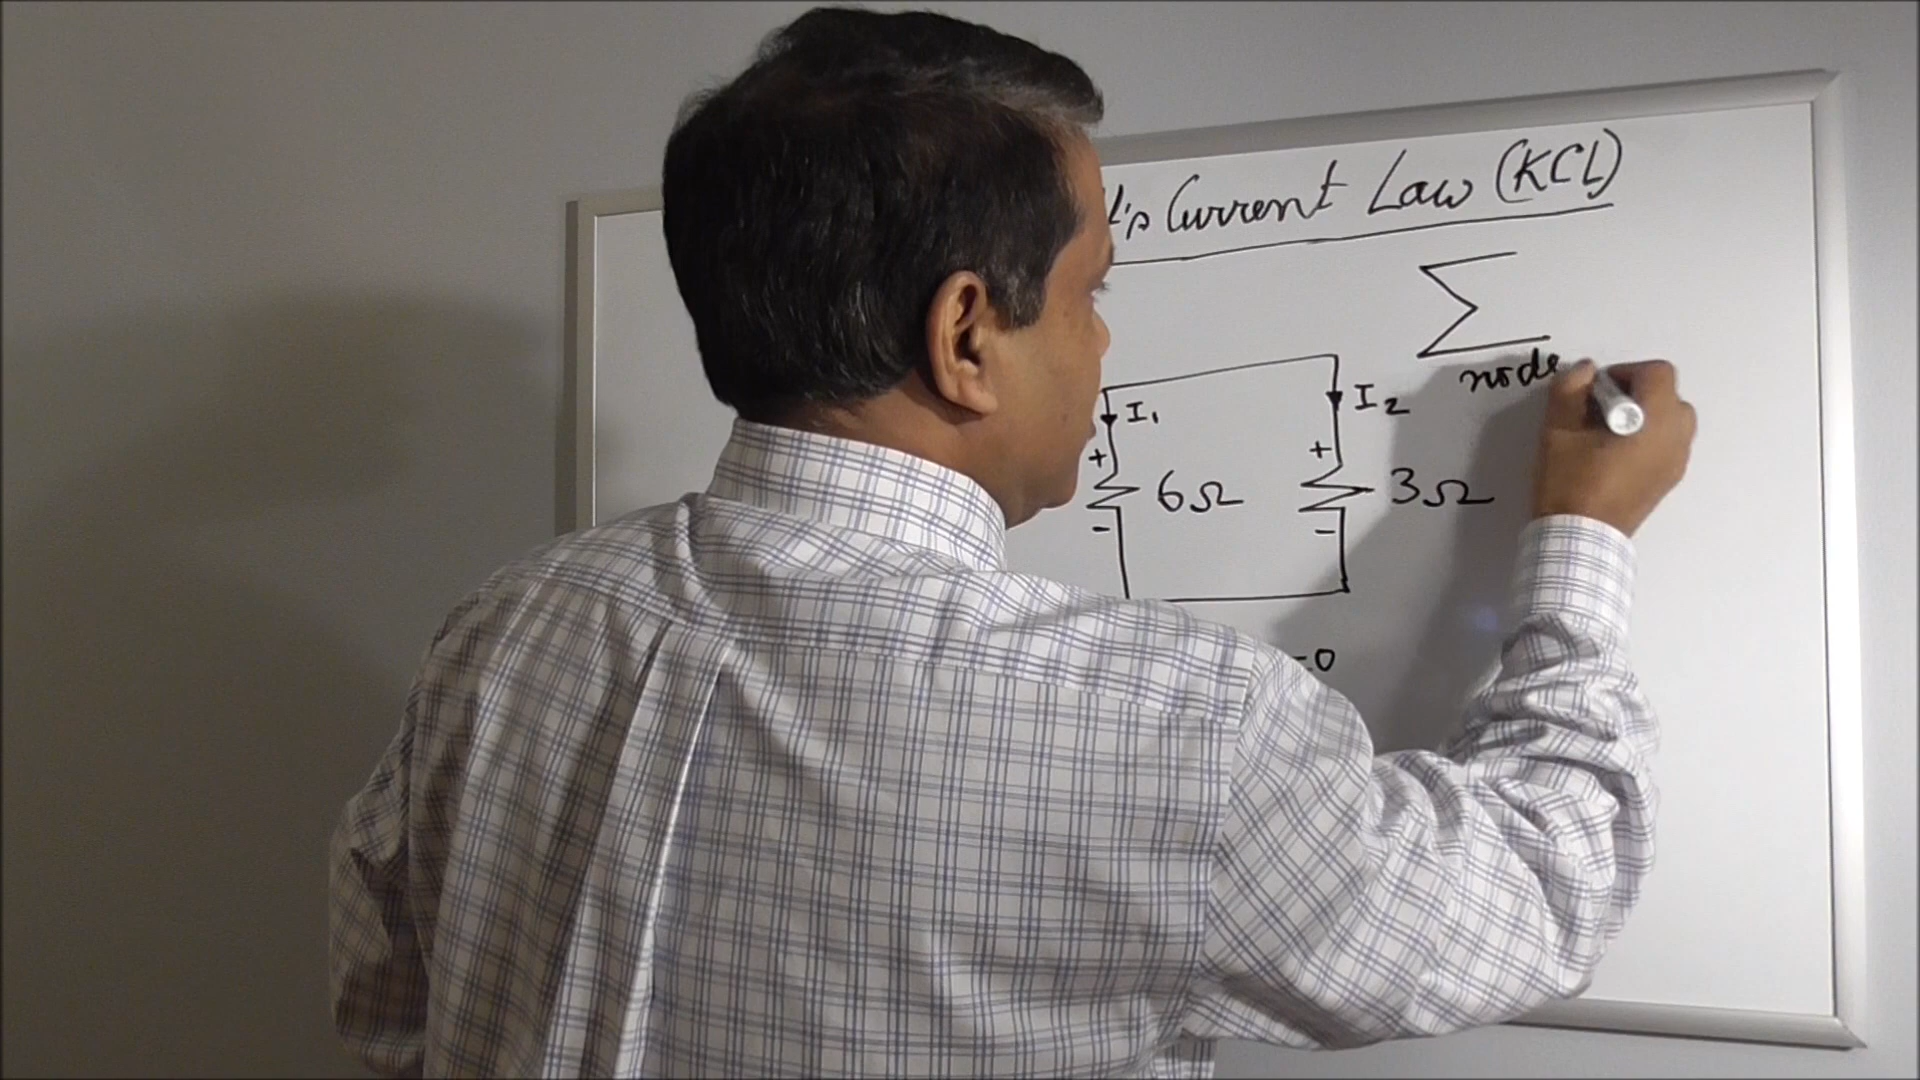 's Current Law (KCL)
Σ
node
I₁ I₂
+ +
6Ω 3Ω
- -
=0